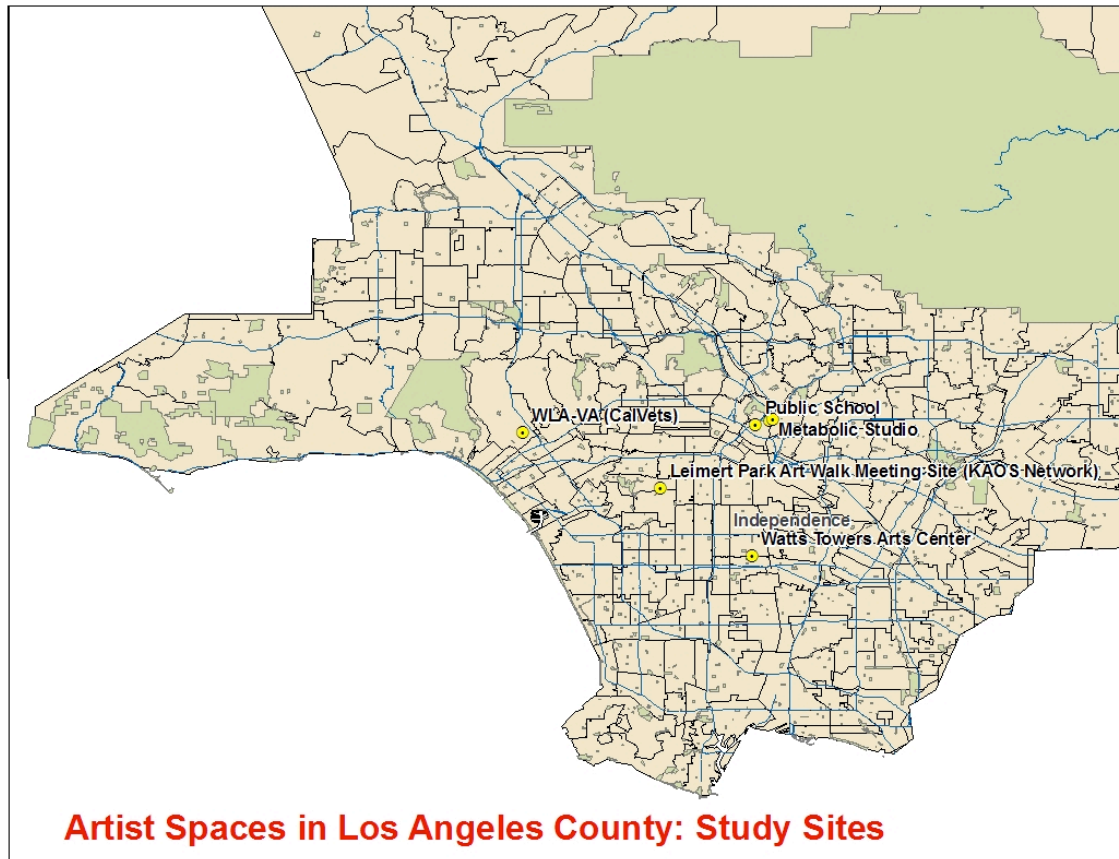 WLA-VA (CalVets)
Public School
Metabolic Studio
Leimert Park Art Walk Meeting Site (KAOS Network)
Independence
Watts Towers Arts Center
Artist Spaces in Los Angeles County: Study Sites